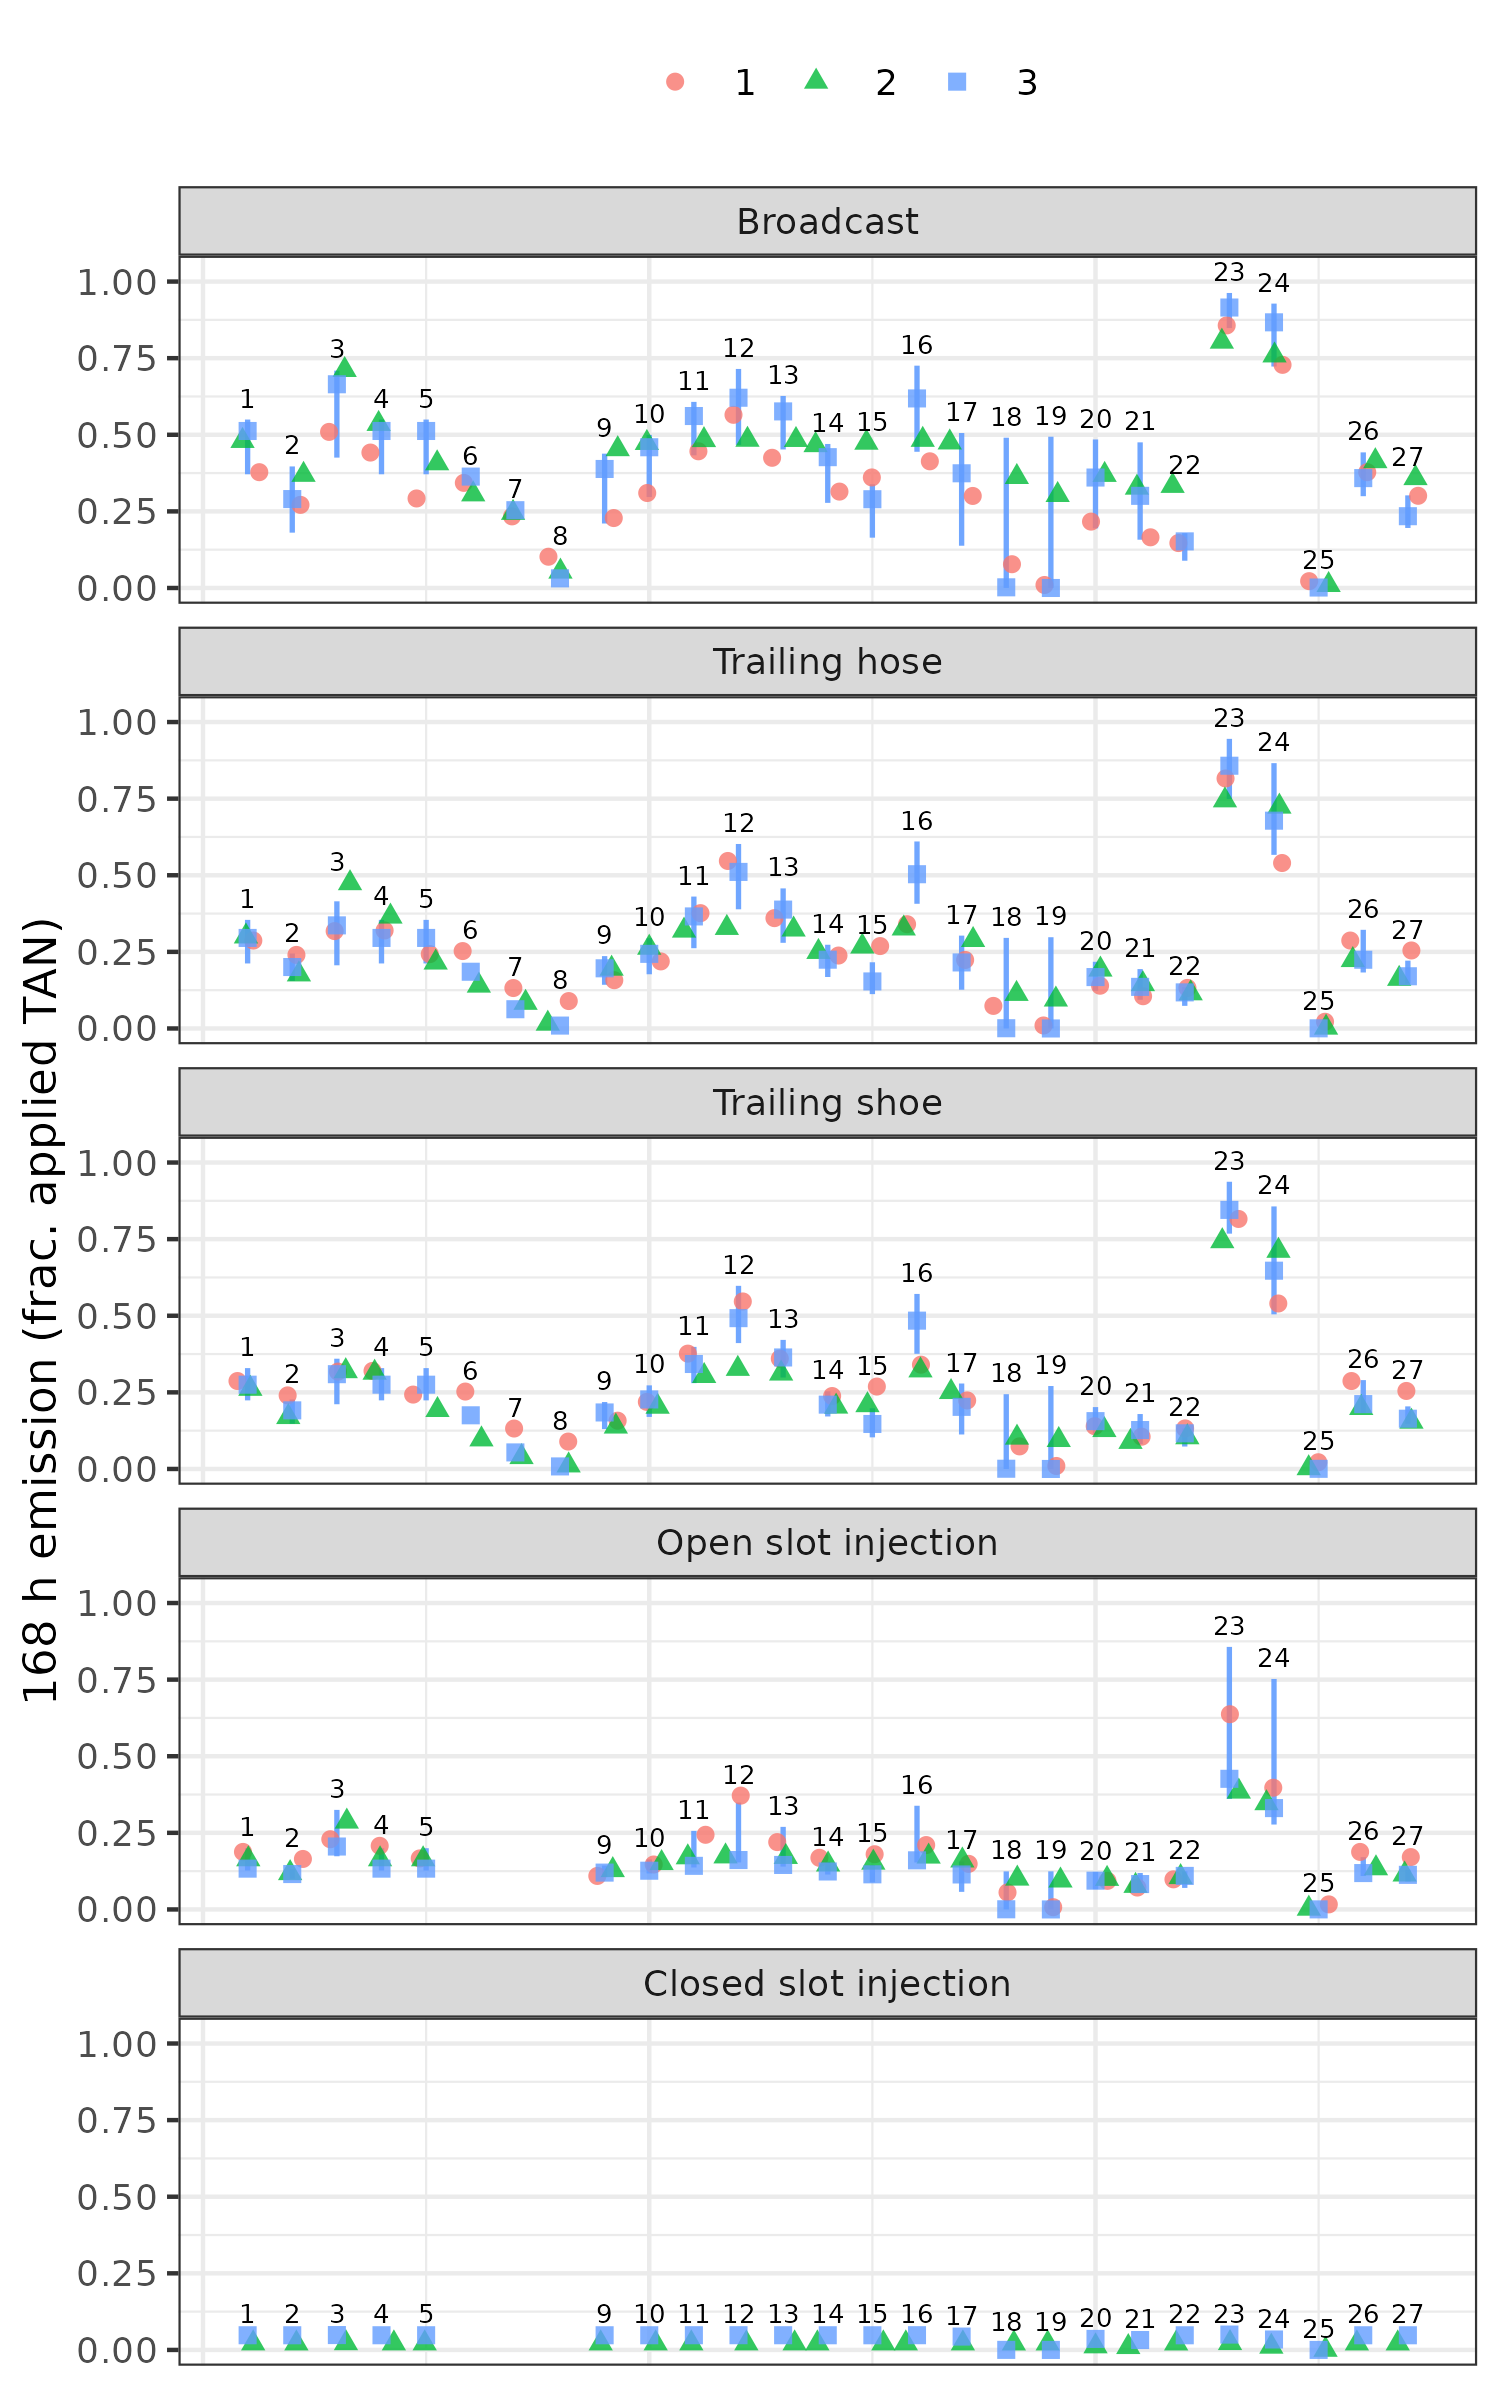 1 2 3
Broadcast
1.00
0.75
0.50
0.25
0.00
1 2 3 4 5 6 7 8 9 10 11 12 13 14 15 16 17 18 19 20 21 22 23 24 25 26 27
Trailing hose
1.00
0.75
0.50
0.25
0.00
1 2 3 4 5 6 7 8 9 10 11 12 13 14 15 16 17 18 19 20 21 22 23 24 25 26 27
Trailing shoe
1.00
0.75
0.50
0.25
0.00
1 2 3 4 5 6 7 8 9 10 11 12 13 14 15 16 17 18 19 20 21 22 23 24 25 26 27
Open slot injection
1.00
0.75
0.50
0.25
0.00
1 2 3 4 5 9 10 11 12 13 14 15 16 17 18 19 20 21 22 23 24 25 26 27
Closed slot injection
1.00
0.75
0.50
0.25
0.00
1 2 3 4 5 9 10 11 12 13 14 15 16 17 18 19 20 21 22 23 24 25 26 27
168 h emission (frac. applied TAN)